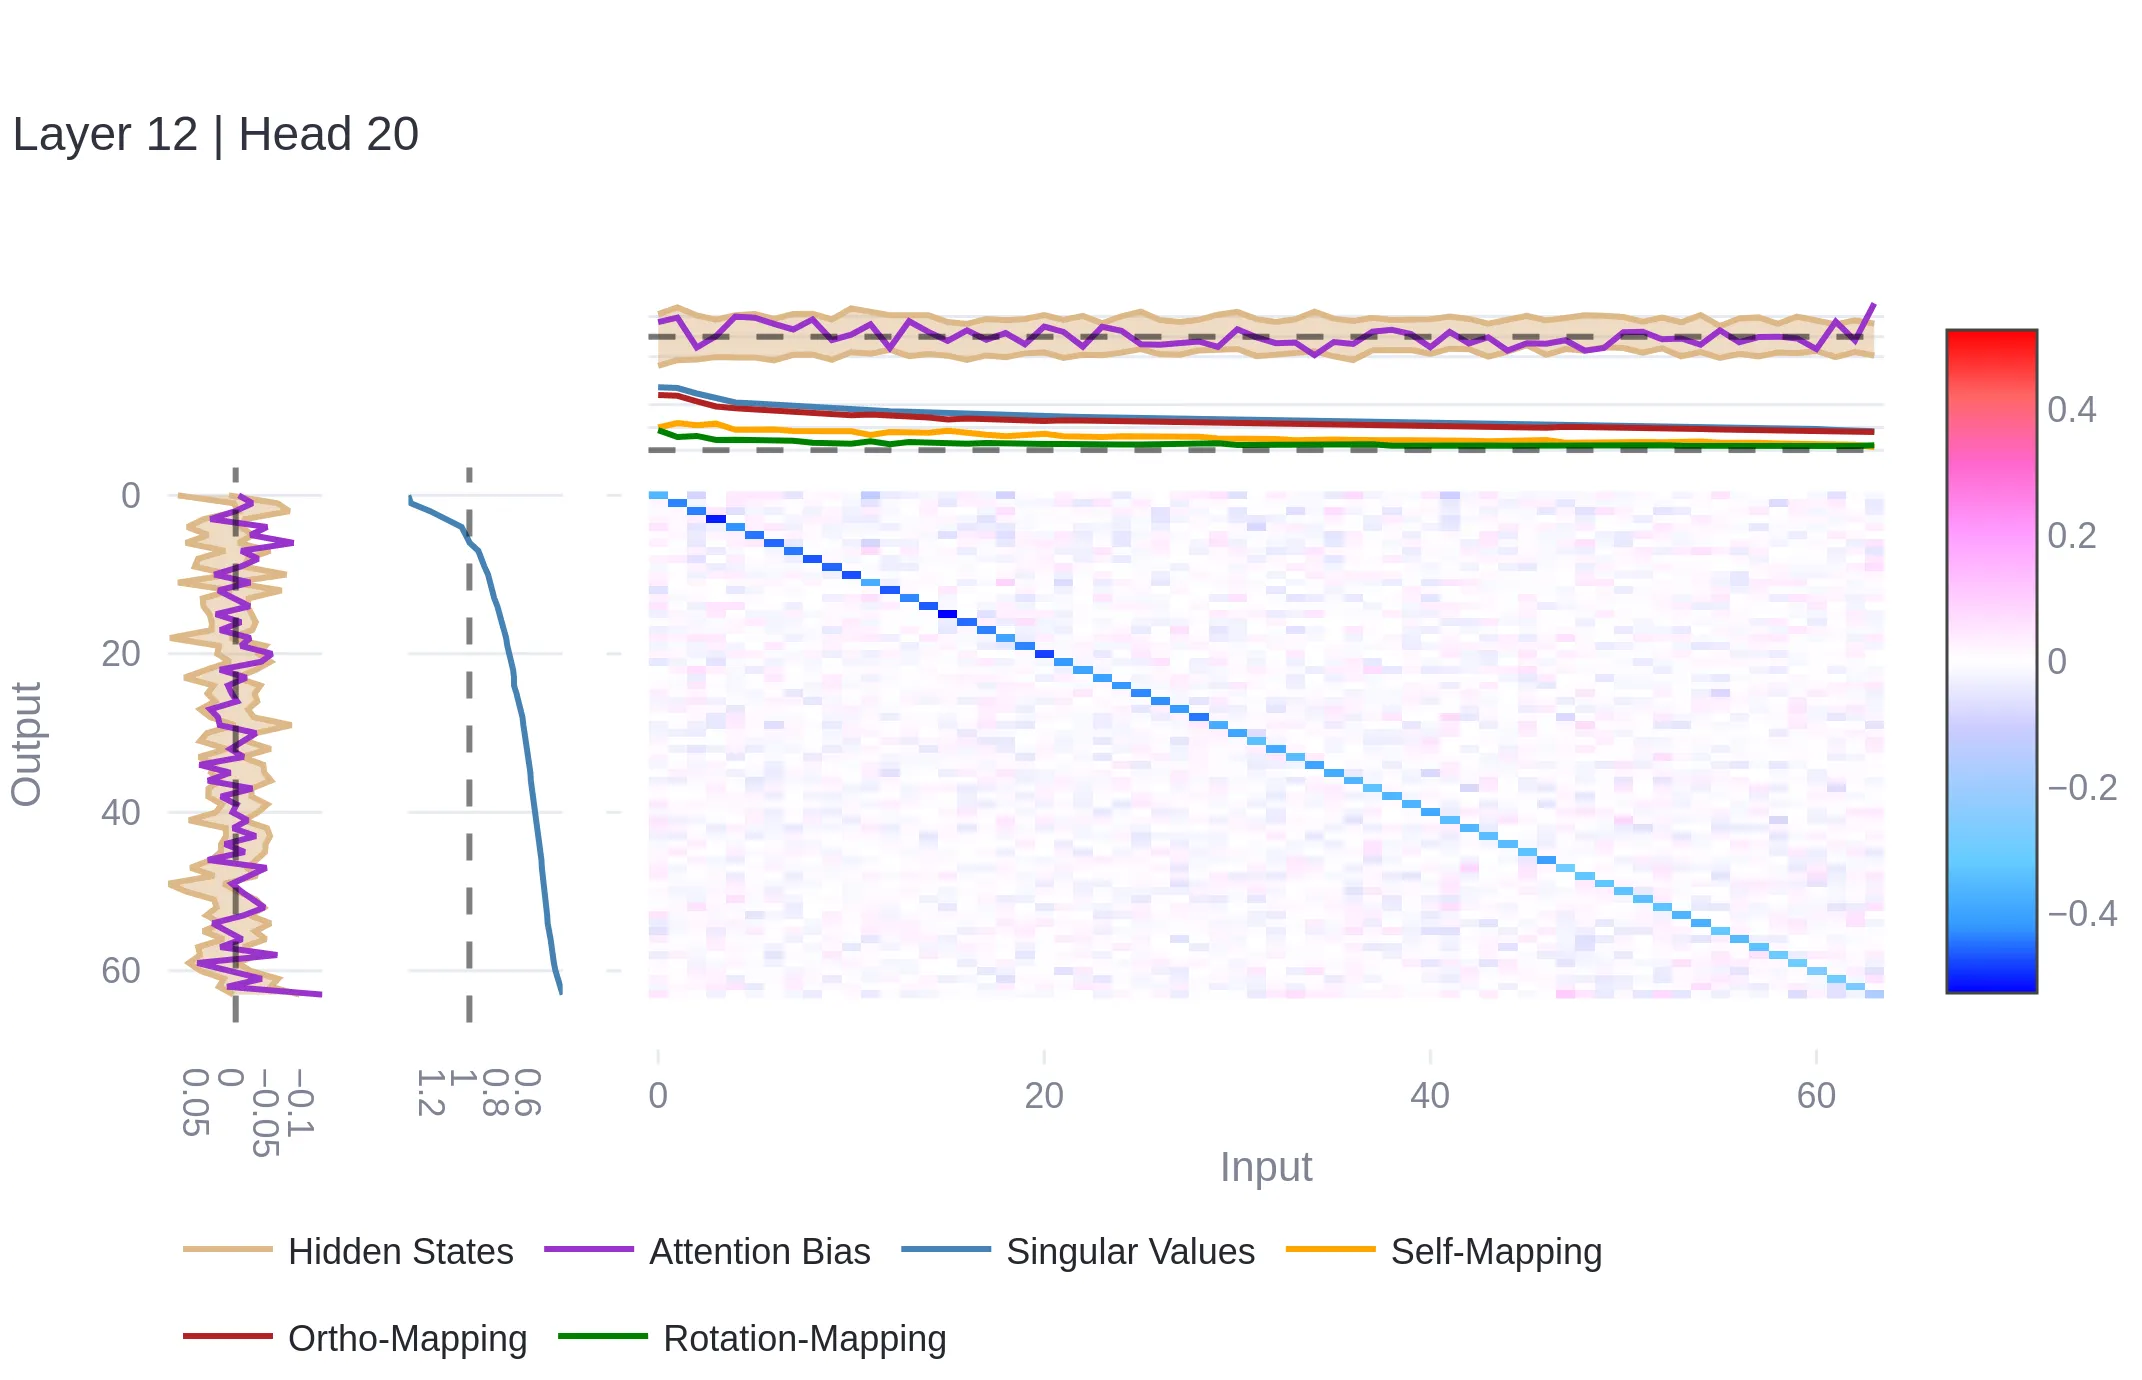 Layer 12 | Head 20
0
20
40
60
Output
0.05
0
−0.05
−0.1
1.2
1
0.8
0.6
0
20
40
60
Input
0.4
0.2
0
−0.2
−0.4
Hidden States
Attention Bias
Singular Values
Self-Mapping
Ortho-Mapping
Rotation-Mapping